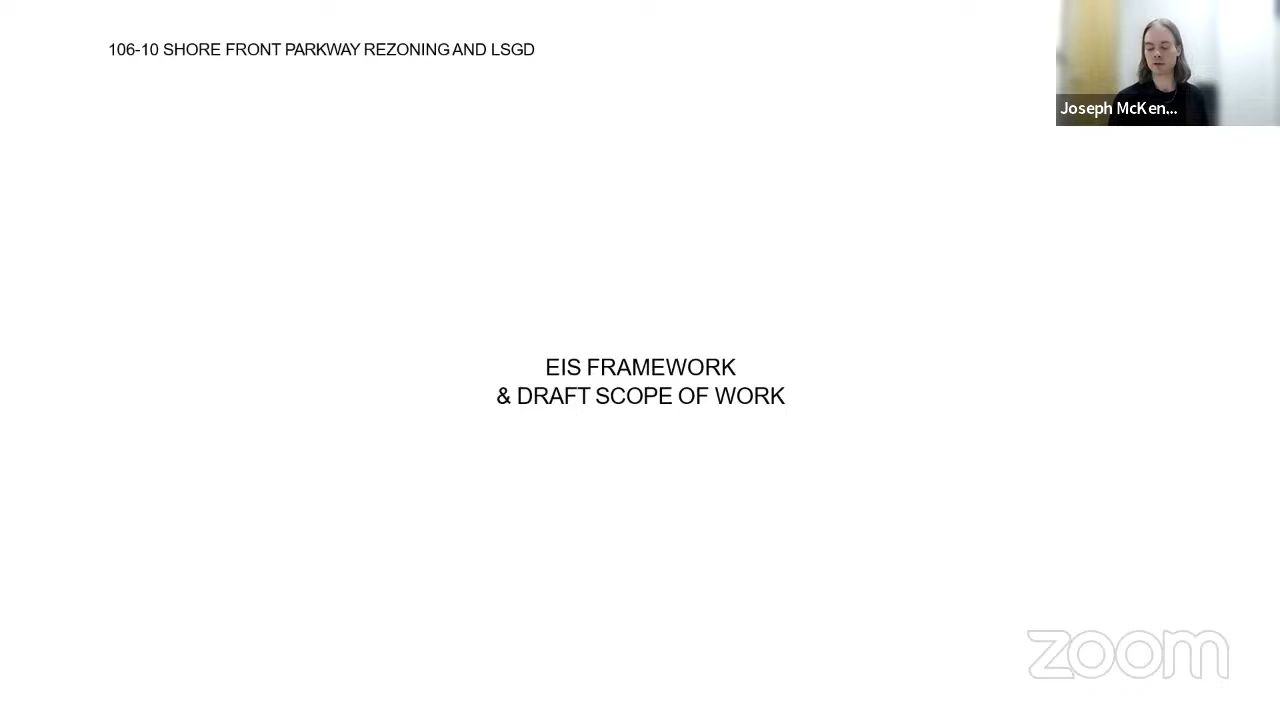 106-10 SHORE FRONT PARKWAY REZONING AND LSGD
Joseph McKen...
EIS FRAMEWORK
& DRAFT SCOPE OF WORK
zoom